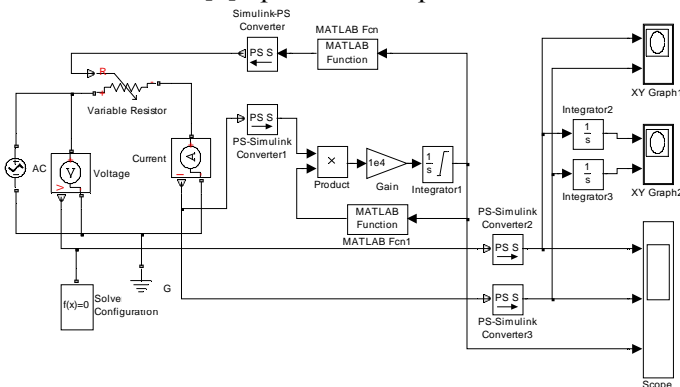 Simulink-PS
Converter
PS S
MATLAB Fcn
MATLAB
Function
R
+
-
Variable Resistor
XY Graph1
PS S
PS-Simulink
Converter1
Integrator2
1
s
AC
V
+
-
V
Voltage
Current
A
+
-
I
×
Product
1e4
Gain
1
s
Integrator1
1
s
Integrator3
XY Graph2
MATLAB
Function
MATLAB Fcn1
PS-Simulink
Converter2
PS S
f(x)=0
Solve
Configuration
G
PS S
PS-Simulink
Converter3
Scope